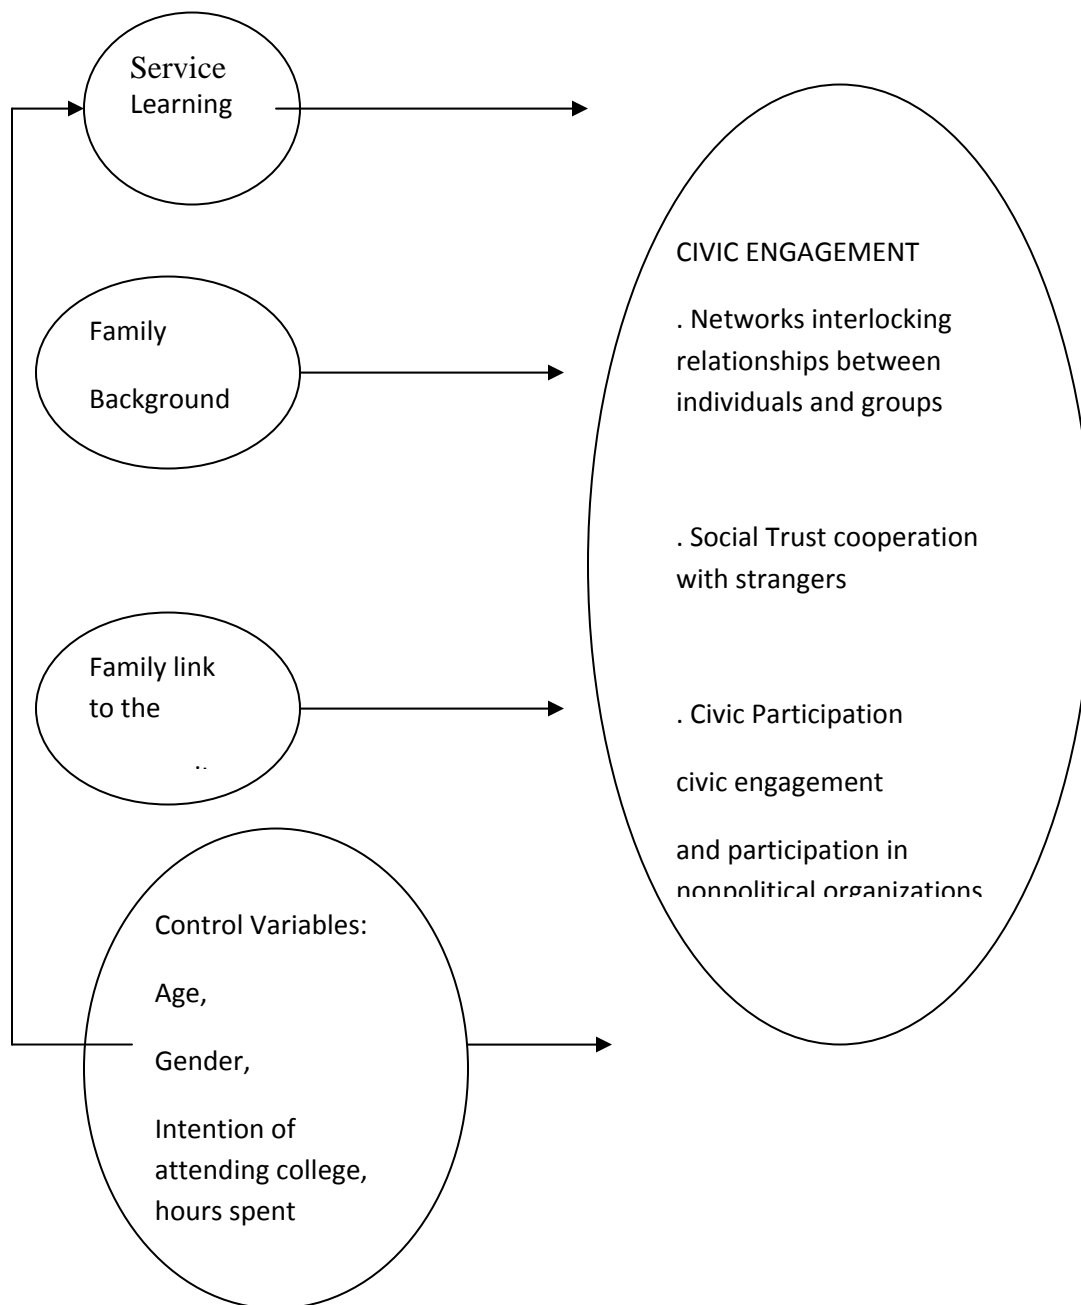 Service
Learning
Family
Background
Family link
to the
Control Variables:
Age,
Gender,
Intention of
attending college,
hours spent
CIVIC ENGAGEMENT
. Networks interlocking
relationships between
individuals and groups
. Social Trust cooperation
with strangers
. Civic Participation
civic engagement
and participation in
nonpolitical organizations